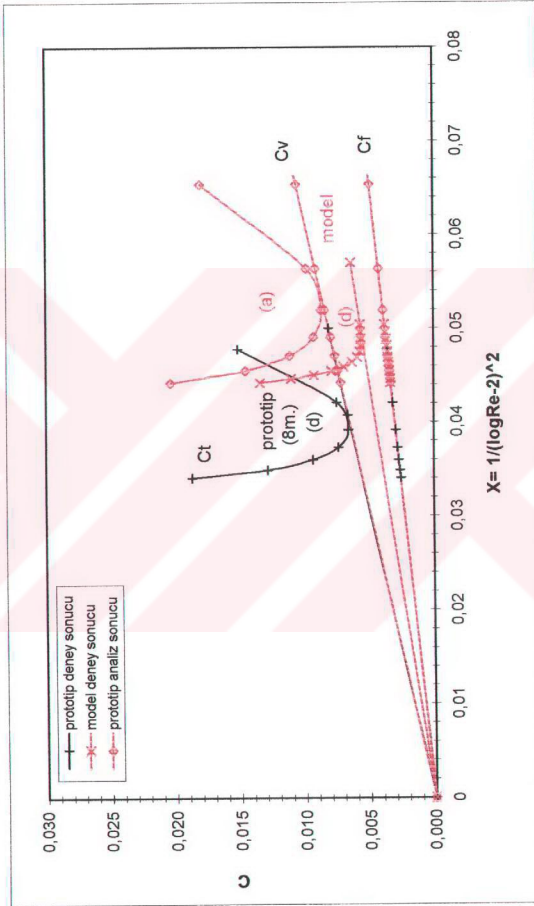 prototip deney sonucu
model deney sonucu
prototip analiz sonucu
C
0,030
0,025
0,020
0,015
0,010
0,005
0,000
Ct
prototip
(8m.)
(d)
(a)
(d)
model
Cv
Cf
0
0,01
0,02
0,03
0,04
0,05
0,06
0,07
0,08
X= 1/(logRe-2)^2